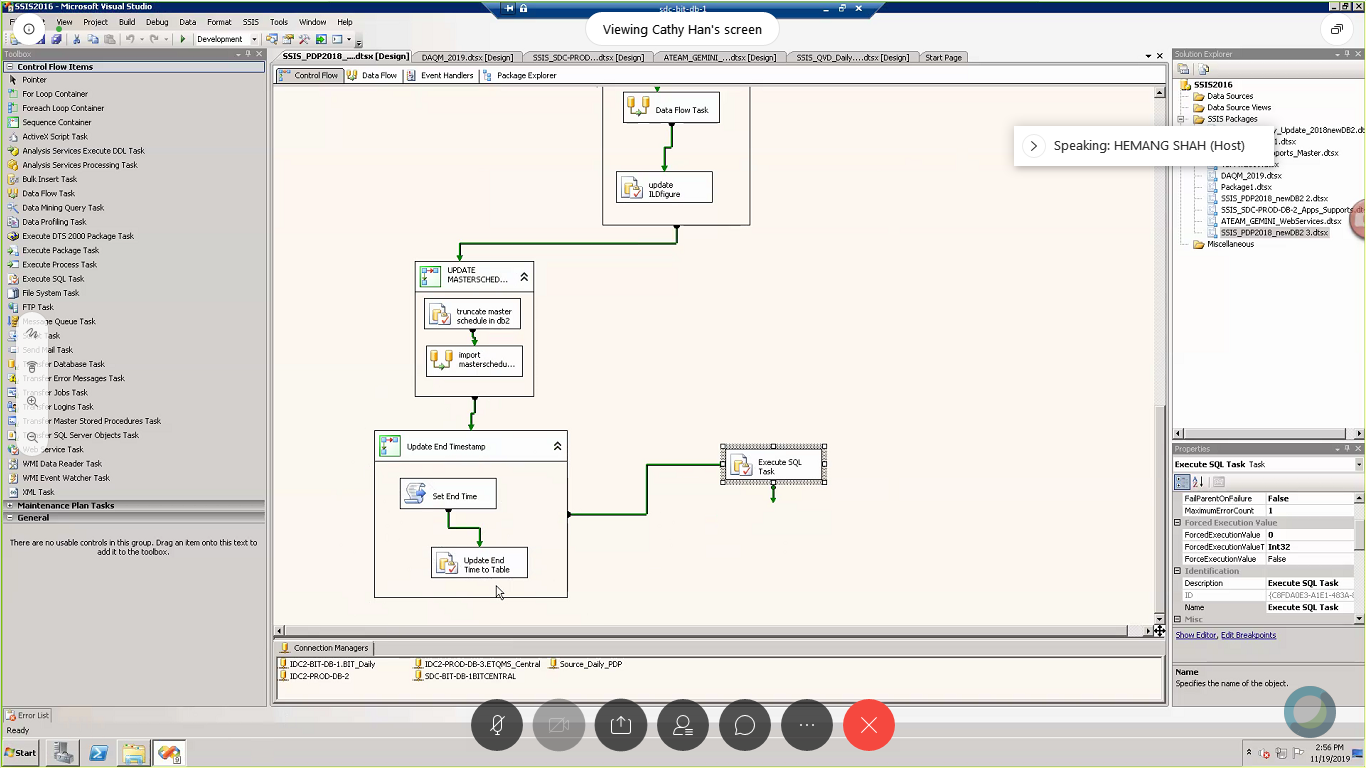 SSIS2016 - Microsoft Visual Studio
sdc-bit-db-1
View Project Build Debug Data Format SSIS Tools Window Help
Viewing Cathy Han's screen
Development
Toolbox
Control Flow Items
Pointer
For Loop Container
Foreach Loop Container
Sequence Container
ActiveX Script Task
Analysis Services Execute DDL Task
Analysis Services Processing Task
Bulk Insert Task
Data Flow Task
Data Mining Query Task
Data Profiling Task
Execute DTS 2000 Package Task
Execute Package Task
Execute Process Task
Execute SQL Task
File System Task
FTP Task
Message Queue Task
Task
Send Mail Task
Database Task
Transfer Error Messages Task
Transfer Jobs Task
Transfer Logins Task
Transfer Master Stored Procedures Task
Transfer SQL Server Objects Task
Web Service Task
WMI Data Reader Task
WMI Event Watcher Task
XML Task
Maintenance Plan Tasks
General
There are no usable controls in this group. Drag an item onto this text to
add it to the toolbox.
SSIS_PDP2018_....dtsx [Design] DAQM_2019.dtsx [Design] SSIS_SDC-PROD...dtsx [Design] ATEAM_GEMINI_....dtsx [Design] SSIS_QVD_Daily....dtsx [Design] Start Page
Control Flow Data Flow Event Handlers Package Explorer
Data Flow Task
update
ILDfigure
UPDATE
MASTERSCHED...
truncate master
schedule in db2
import
masterschedu...
Update End Timestamp
Set End Time
Update End
Time to Table
Execute SQL
Task
Connection Managers
IDC2-BIT-DB-1.BIT_Daily IDC2-PROD-DB-3.ETQMS_Central Source_Daily_PDP
IDC2-PROD-DB-2 SDC-BIT-DB-1BITCENTRAL
Solution Explorer
SSIS2016
Data Sources
Data Source Views
SSIS Packages
y_Update_2018newDB2.dt
1.dtsx
ports_Master.dtsx
Speaking: HEMANG SHAH (Host)
DAQM_2019.dtsx
Package1.dtsx
SSIS_PDP2018_newDB2 2.dtsx
SSIS_SDC-PROD-DB-2_Apps_Supports
ATEAM_GEMINI_WebServices.dtsx
SSIS_PDP2018_newDB2 3.dtsx
Miscellaneous
Properties
Execute SQL Task Task
FailParentOnFailure False
MaximumErrorCount 1
Forced Execution Value
ForcedExecutionValue 0
ForcedExecutionValueT Int32
ForceExecutionValue False
Identification
Description Execute SQL Task
ID {C8FDA0E3-A1E1-483A-
Name Execute SQL Task
Misc
Show Editor, Edit Breakpoints
Name
Specifies the name of the object.
Error List
Ready
Start
2:56 PM
11/19/2019